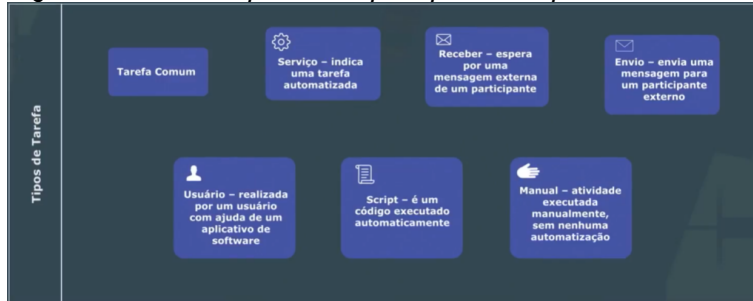 Tipos de Tarefa
Tarefa Comum
Serviço – indica
uma tarefa
automatizada
Receber – espera
por uma
mensagem externa
de um participante
Envio – envia uma
mensagem para
um participante
externo
Usuário – realizada
por um usuário
com ajuda de um
aplicativo de
software
Script – é um
código executado
automaticamente
Manual – atividade
executada
manualmente,
sem nenhuma
automatização